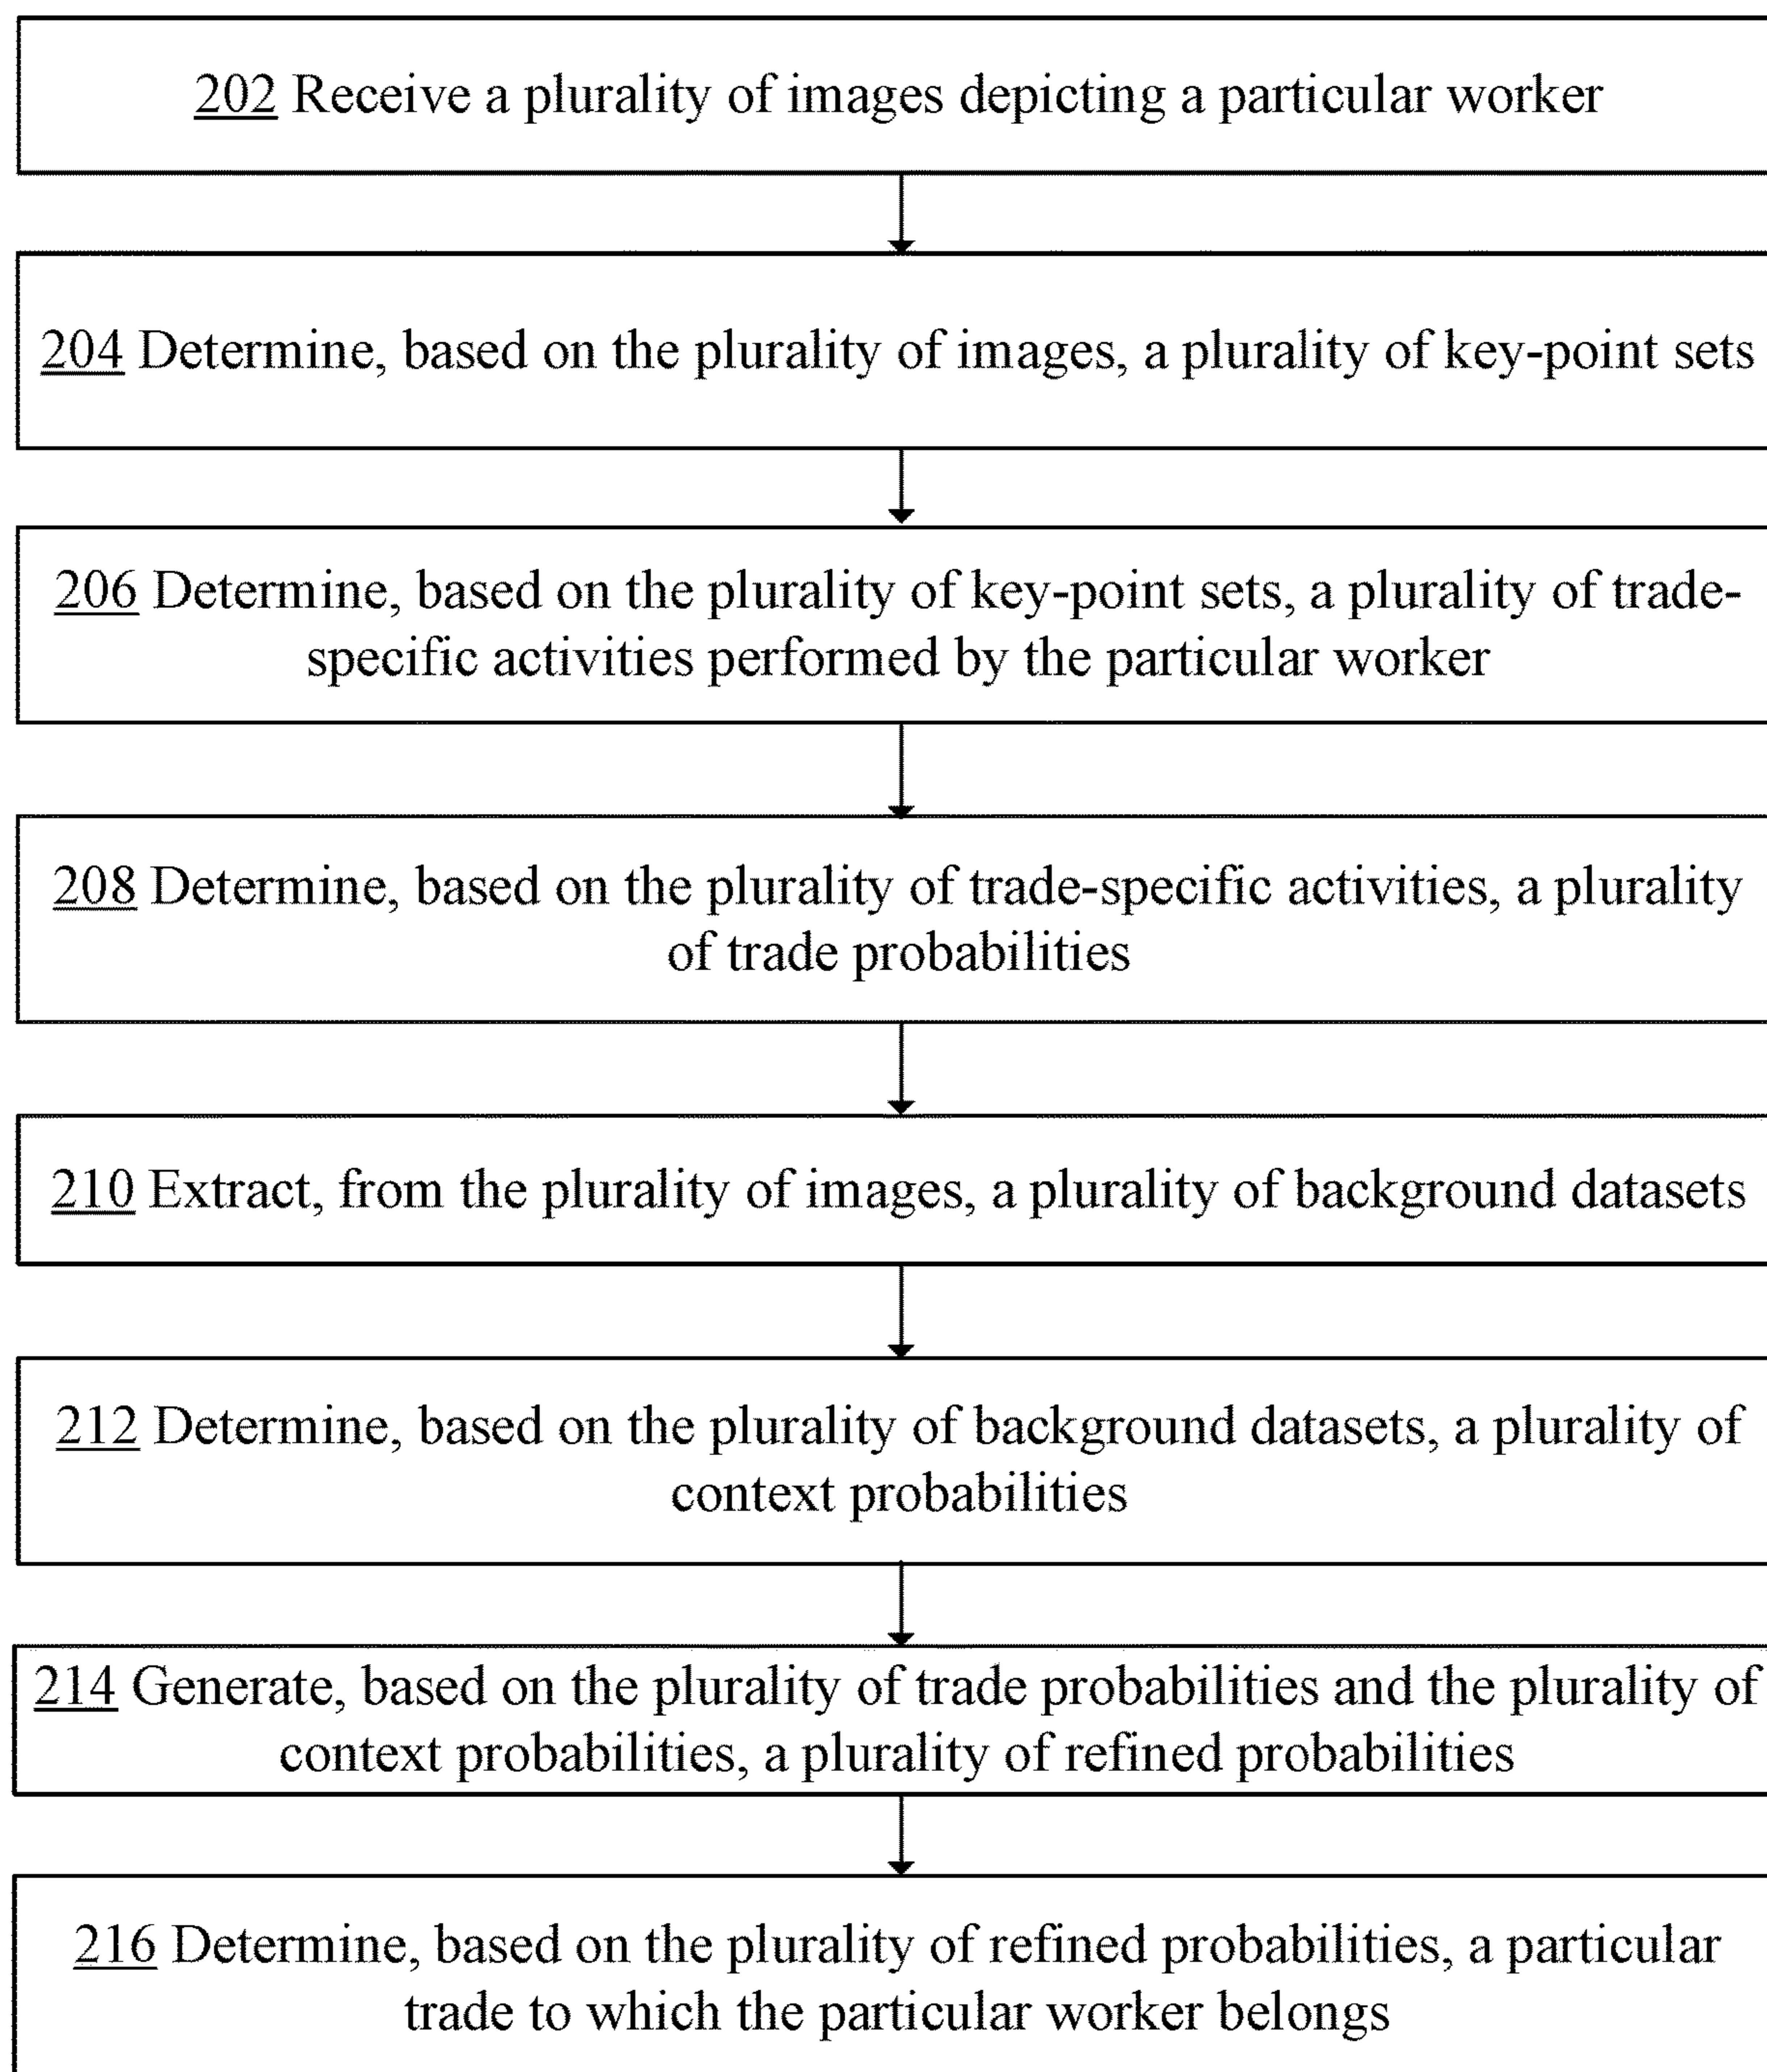 202 Receive a plurality of images depicting a particular worker
204 Determine, based on the plurality of images, a plurality of key-point sets
206 Determine, based on the plurality of key-point sets, a plurality of trade-
specific activities performed by the particular worker
208 Determine, based on the plurality of trade-specific activities, a plurality
of trade probabilities
210 Extract, from the plurality of images, a plurality of background datasets
212 Determine, based on the plurality of background datasets, a plurality of
context probabilities
214 Generate, based on the plurality of trade probabilities and the plurality of
context probabilities, a plurality of refined probabilities
216 Determine, based on the plurality of refined probabilities, a particular
trade to which the particular worker belongs